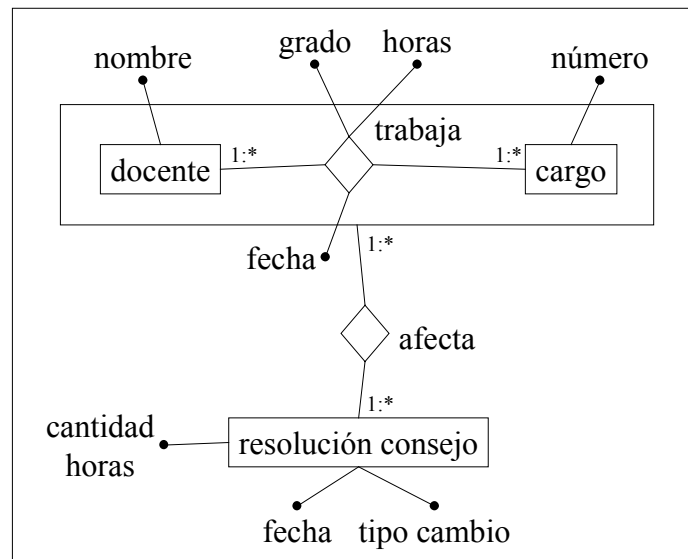 grado
horas
nombre
número
trabaja
1:*
1:*
docente
cargo
fecha
1:*
afecta
1:*
cantidad
horas
resolución consejo
fecha
tipo cambio